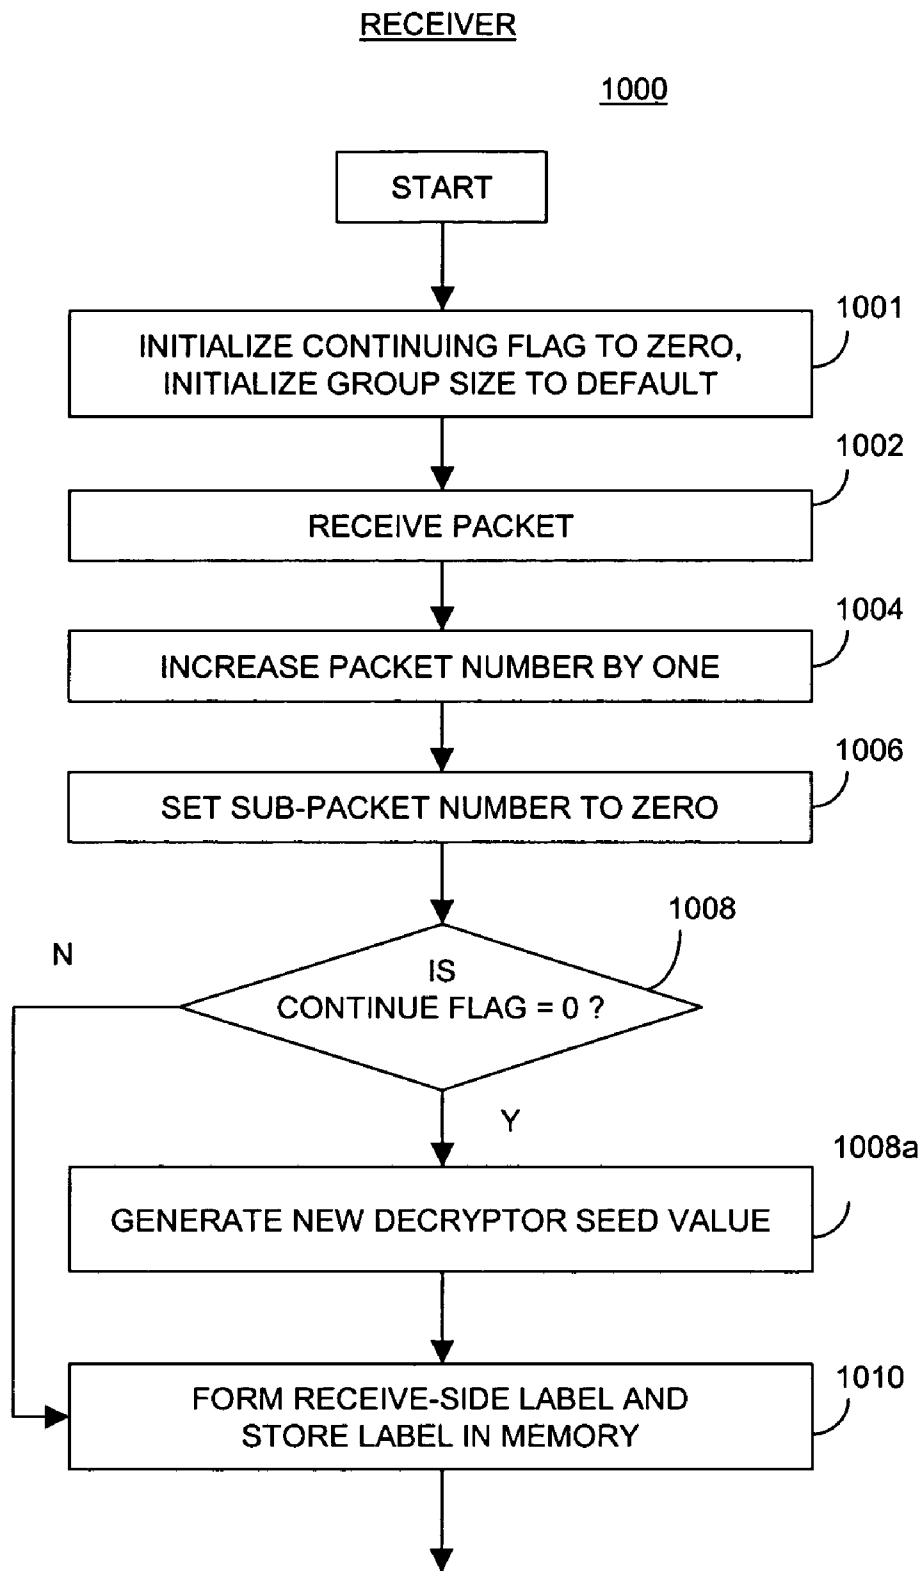 RECEIVER
1000
START
1001
INITIALIZE CONTINUING FLAG TO ZERO,
INITIALIZE GROUP SIZE TO DEFAULT
1002
RECEIVE PACKET
1004
INCREASE PACKET NUMBER BY ONE
1006
SET SUB-PACKET NUMBER TO ZERO
1008
N
IS
CONTINUE FLAG = 0 ?
Y
1008a
GENERATE NEW DECRYPTOR SEED VALUE
1010
FORM RECEIVE-SIDE LABEL AND
STORE LABEL IN MEMORY